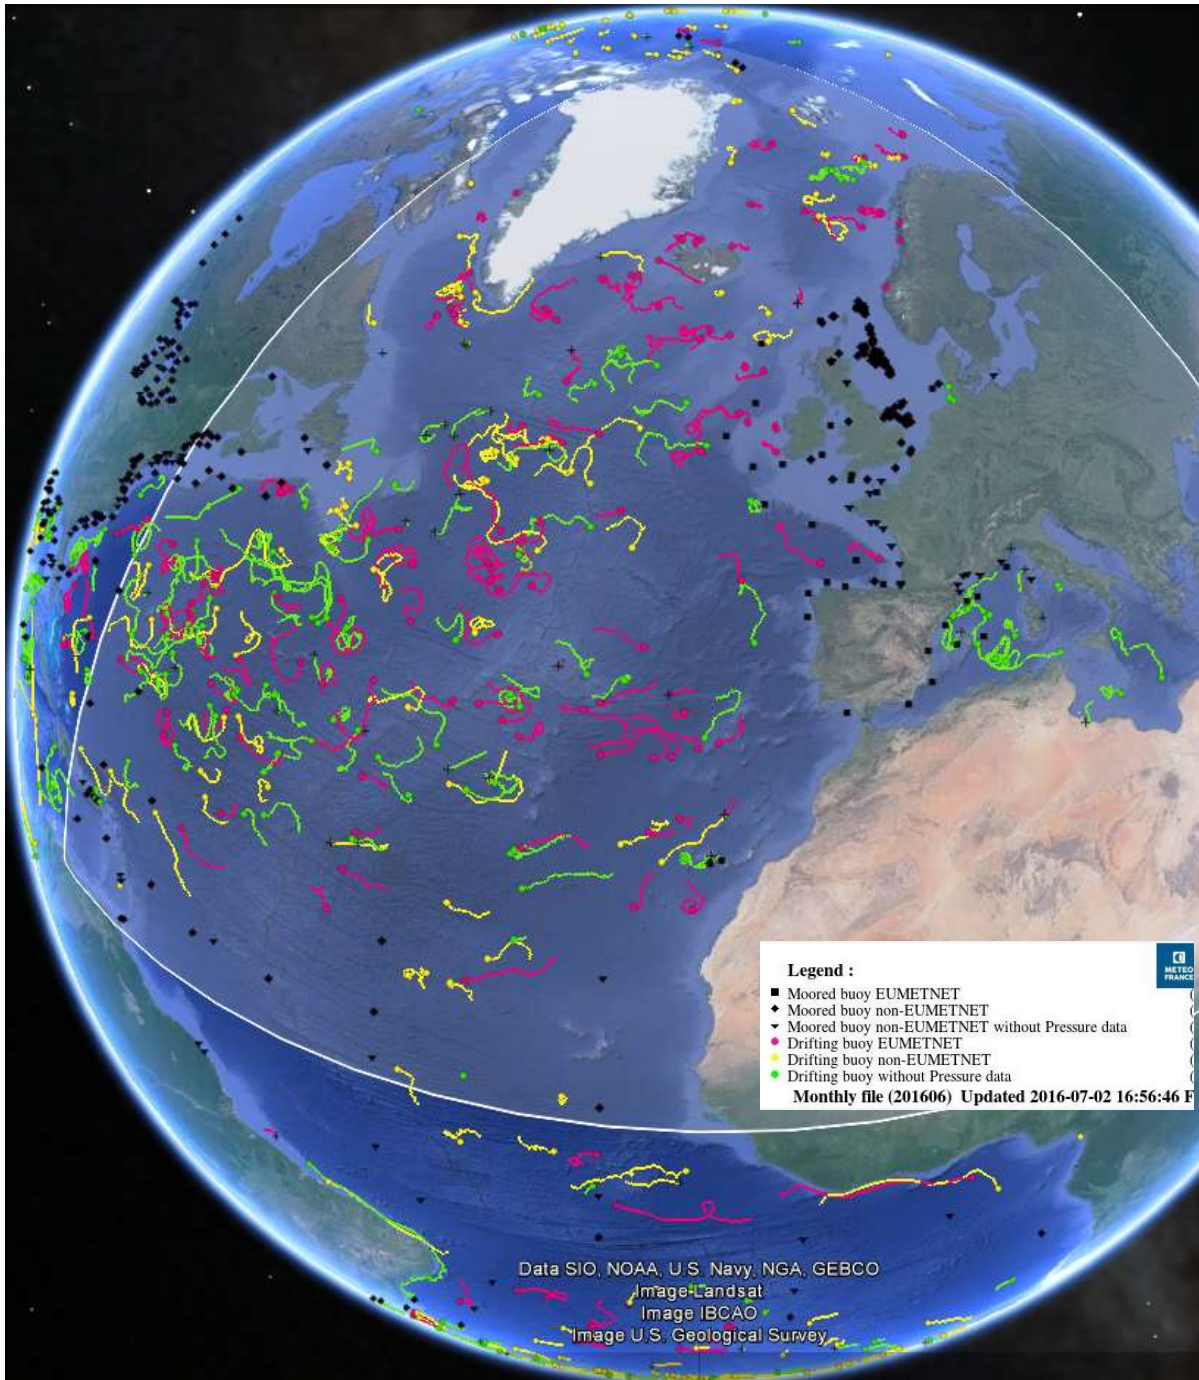 METEO
FRANCE
Legend :
Moored buoy EUMETNET
Moored buoy non-EUMETNET
Moored buoy non-EUMETNET without Pressure data
Drifting buoy EUMETNET
Drifting buoy non-EUMETNET
Drifting buoy without Pressure data
Monthly file (201606) Updated 2016-07-02 16:56:46 F
Data SIO, NOAA, U.S. Navy, NGA, GEBCO
Image Landsat
Image IBCAO
Image U.S. Geological Survey